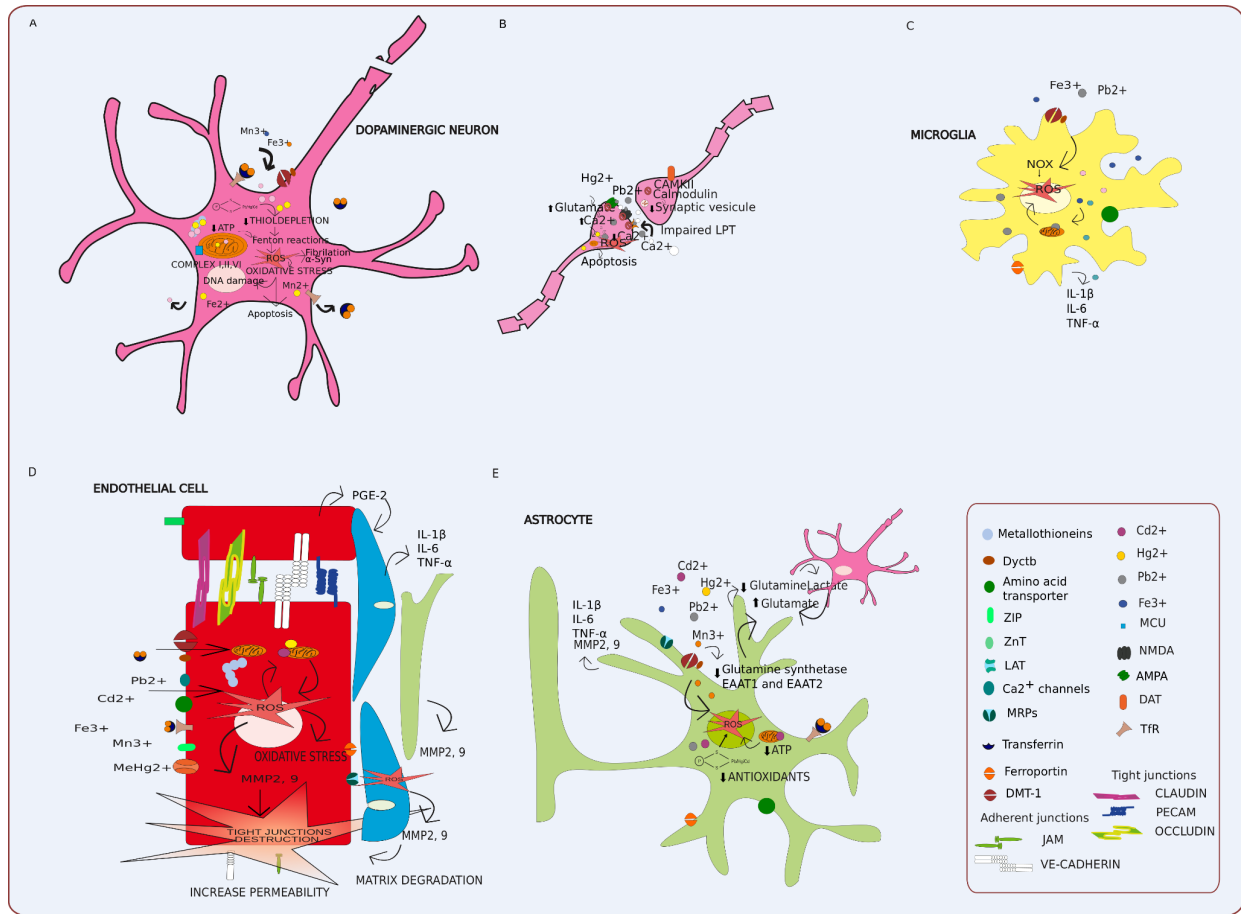 A
Mn3+
Fe3+
DOPAMINERGIC NEURON
THIOLDEPLETION
ATP
Fenton reactions
Fibrilation
ROS
α-Syn
COMPLEX I,II,VI
OXIDATIVE STRESS
DNA damage
Mn2+
Fe2+
Apoptosis
B
Hg2+
Pb2+
CAMKII
Calmodulin
Glutamate
Synaptic vesicule
Ca2+
Impaired LPT
Ca2+
ROS
Ca2+
Apoptosis
C
Fe3+
Pb2+
MICROGLIA
NOX
ROS
IL-1β
IL-6
TNF-α
D
ENDOTHELIAL CELL
PGE-2
IL-1β
IL-6
TNF-α
Pb2+
Cd2+
ROS
Fe3+
Mn3+
OXIDATIVE STRESS
MMP2, 9
MeHg2+
MMP2, 9
ROS
TIGHT JUNCTIONS
DESTRUCTION
MMP2, 9
MATRIX DEGRADATION
INCREASE PERMEABILITY
E
ASTROCYTE
Cd2+
Hg2+
GlutamineLactate
Fe3+
Glutamate
Pb2+
IL-1β
IL-6
TNF-α
MMP2, 9
Mn3+
Glutamine synthetase
EAAT1 and EAAT2
ROS
ATP
P
S
S
PbHgCd
ANTIOXIDANTS
Metallothioneins
Dyctb
Amino acid
transporter
ZIP
ZnT
LAT
Ca2+ channels
MRPs
Transferrin
Ferroportin
DMT-1
Cd2+
Hg2+
Pb2+
Fe3+
MCU
NMDA
AMPA
DAT
TfR
Tight junctions
CLAUDIN
PECAM
OCCLUDIN
Adherent junctions
JAM
VE-CADHERIN